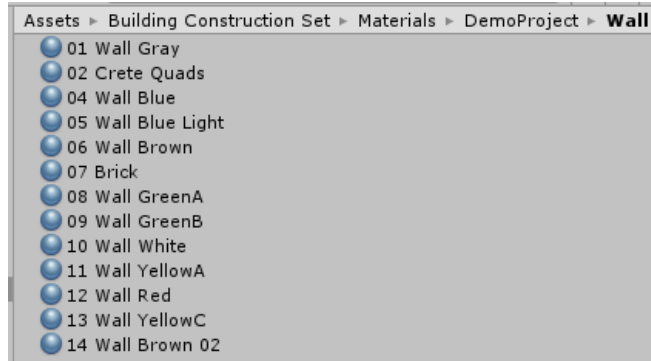 Assets ▸ Building Construction Set ▸ Materials ▸ DemoProject ▸ Wall
01 Wall Gray
02 Crete Quads
04 Wall Blue
05 Wall Blue Light
06 Wall Brown
07 Brick
08 Wall GreenA
09 Wall GreenB
10 Wall White
11 Wall YellowA
12 Wall Red
13 Wall YellowC
14 Wall Brown 02